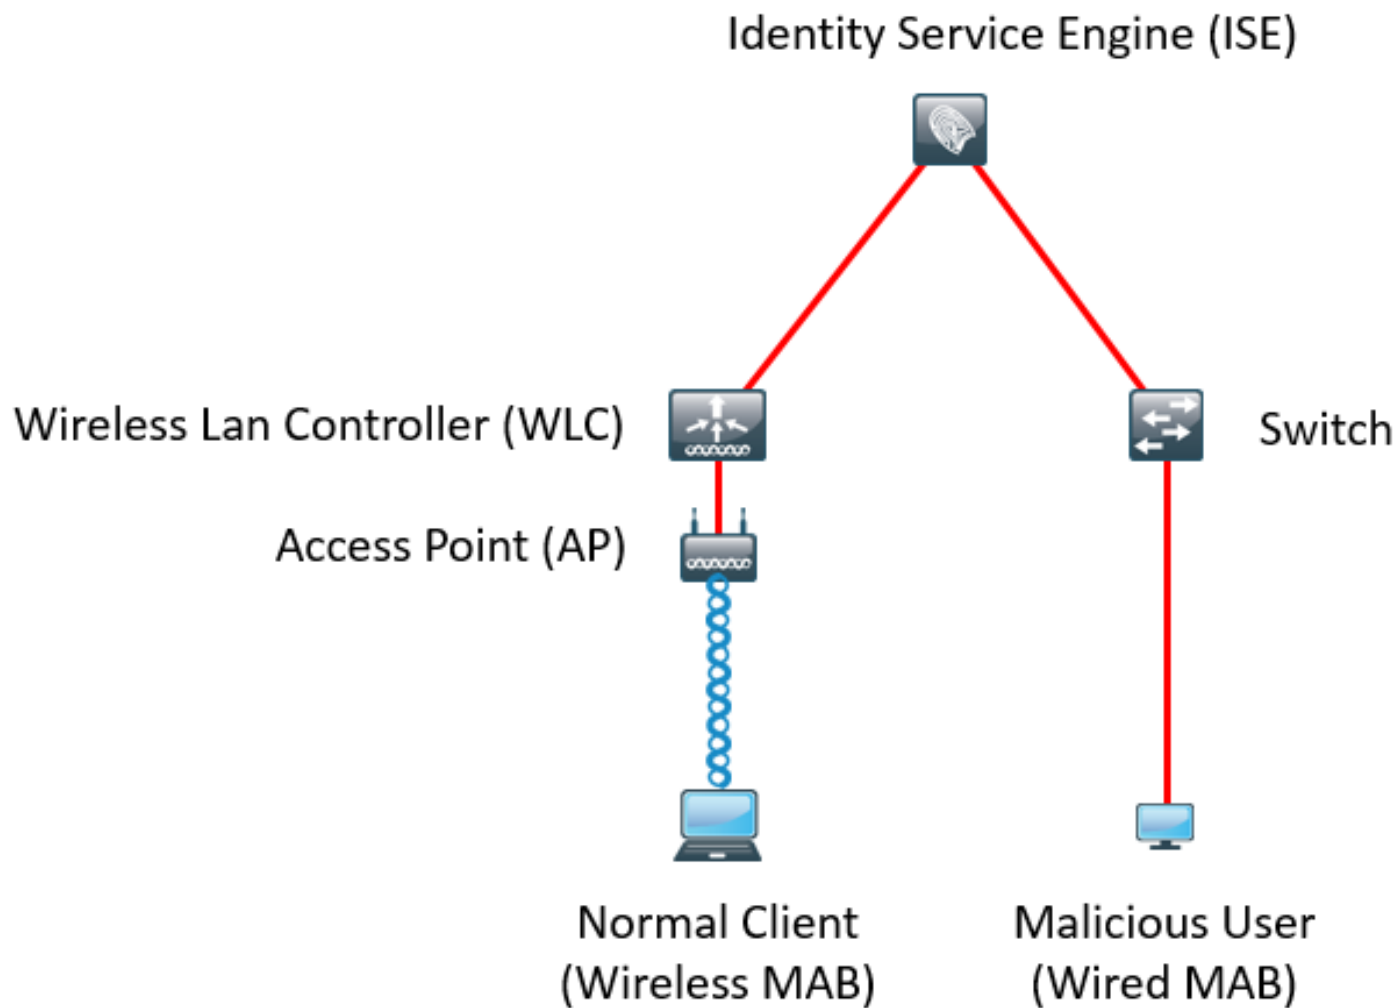 Identity Service Engine (ISE)
Wireless Lan Controller (WLC)
Switch
Access Point (AP)
Normal Client
(Wireless MAB)
Malicious User
(Wired MAB)